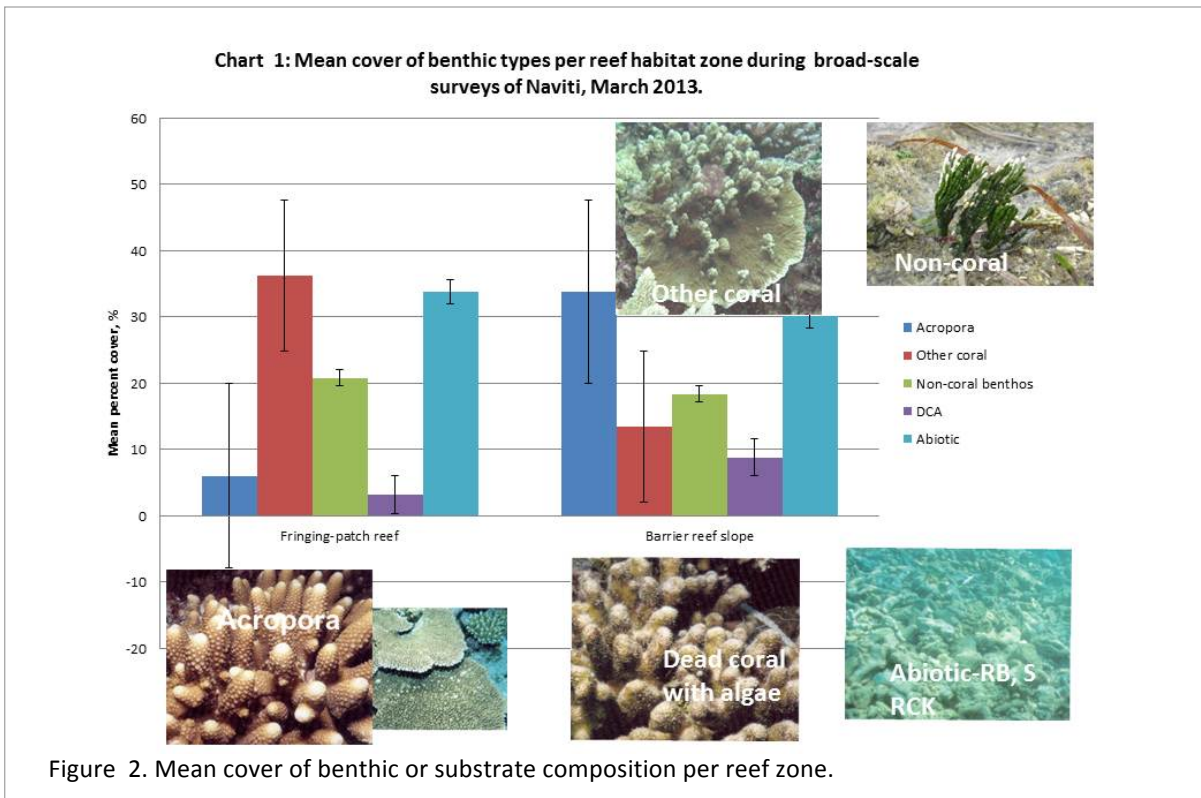 Chart 1: Mean cover of benthic types per reef habitat zone during broad-scale
surveys of Naviti, March 2013.
Mean percent cover, %
60
50
40
30
20
10
0
-10
-20
Fringing-patch reef
Barrier reef slope
Other coral
Non-coral
Acropora
Other coral
Non-coral benthos
DCA
Abiotic
Acropora
Dead coral
with algae
Abiotic-RB, S
RCK
Figure 2. Mean cover of benthic or substrate composition per reef zone.